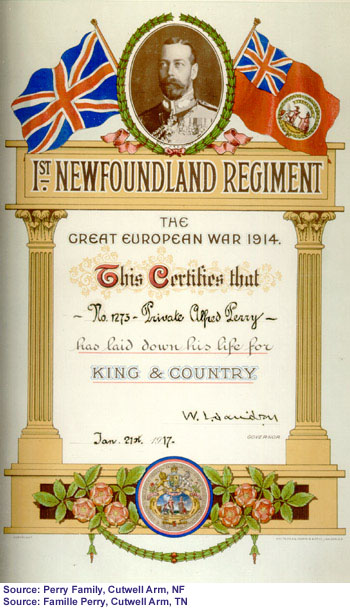 1ST NEWFOUNDLAND REGIMENT
THE
GREAT EUROPEAN WAR 1914.
This Certifies that
~ No. 1275 - Private Alfred Perry ~
has laid down his life for
KING & COUNTRY
Jan. 21st. 1917.
GOVERNOR
Source: Perry Family, Cutwell Arm, NF
Source: Famille Perry, Cutwell Arm, TN